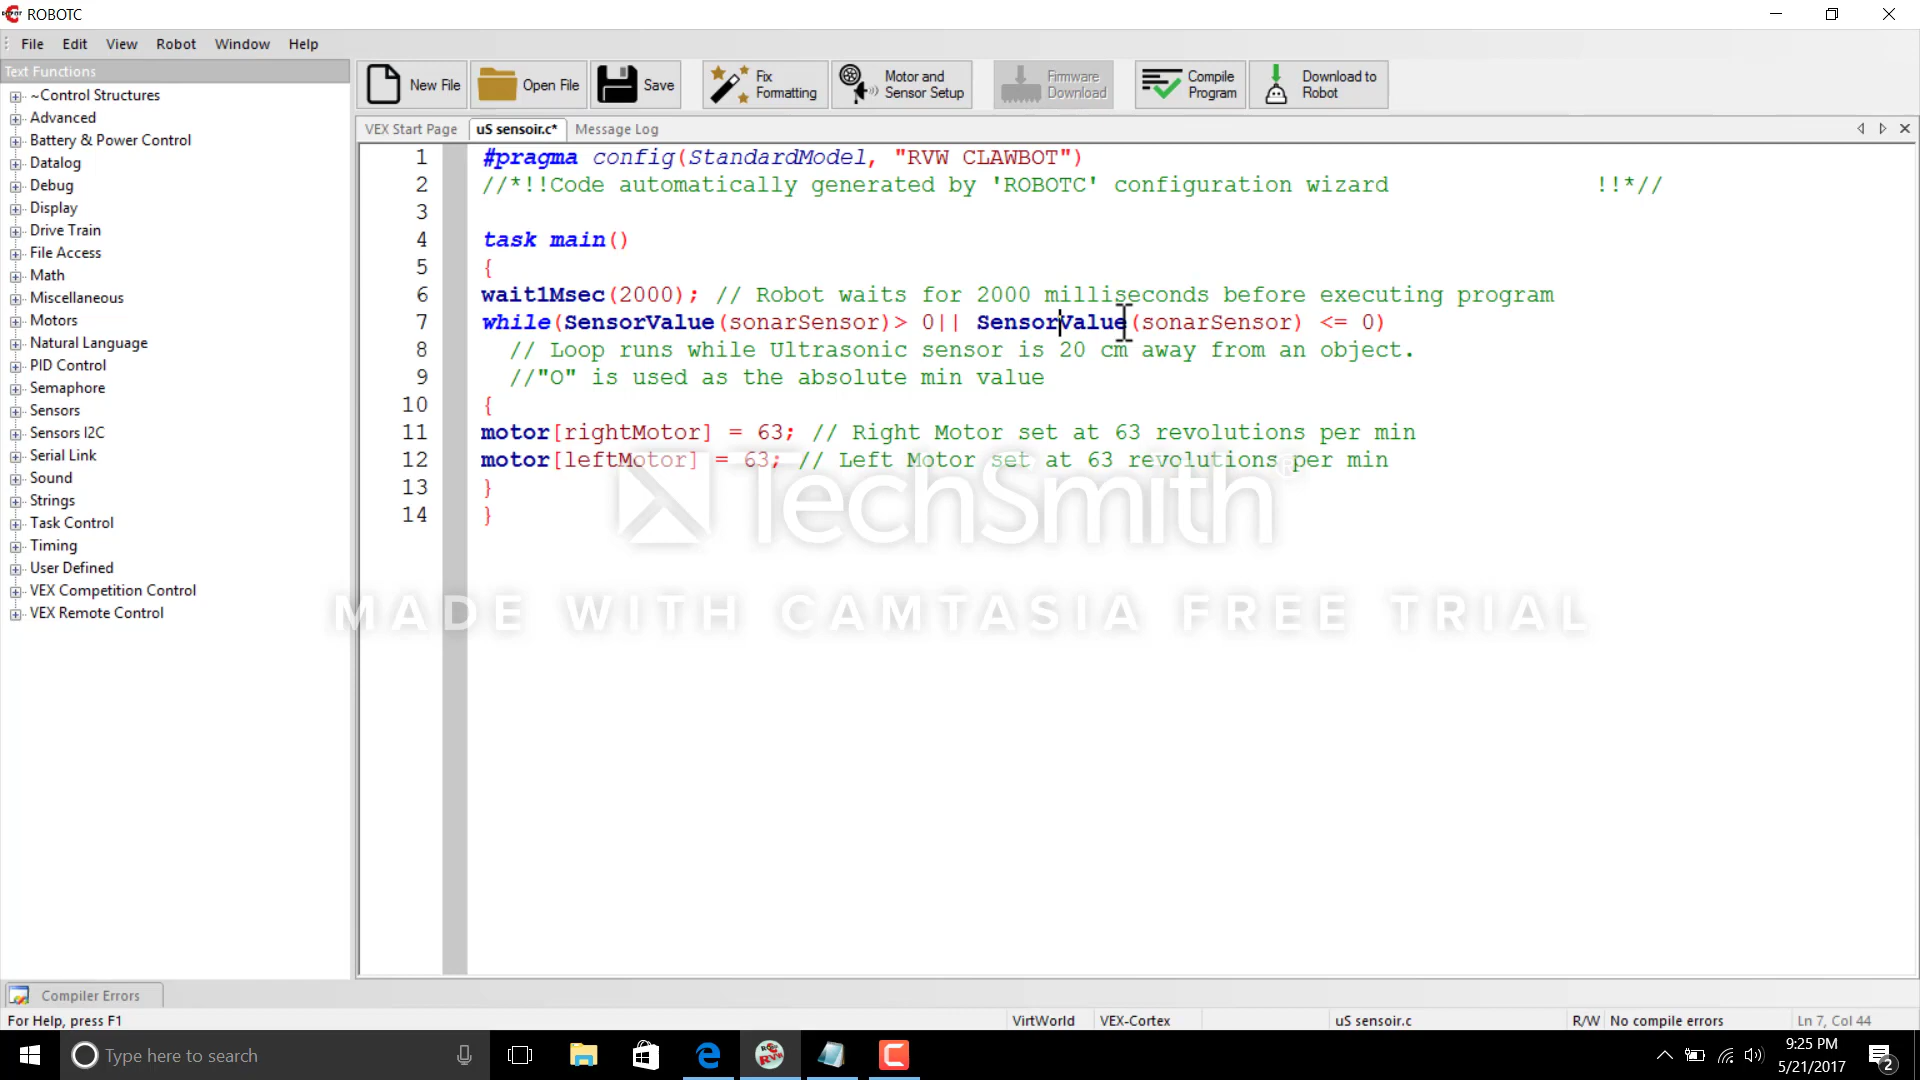 ROBOTC
File Edit View Robot Window Help
Text Functions
~Control Structures
Advanced
Battery & Power Control
Datalog
Debug
Display
Drive Train
File Access
Math
Miscellaneous
Motors
Natural Language
PID Control
Semaphore
Sensors
Sensors I2C
Serial Link
Sound
Strings
Task Control
Timing
User Defined
VEX Competition Control
VEX Remote Control
New File
Open File
Save
Fix Formatting
Motor and Sensor Setup
Firmware Download
Compile Program
Download to Robot
VEX Start Page uS sensoir.c* Message Log
1 #pragma config(StandardModel, "RVW CLAWBOT")
2 //*!!Code automatically generated by 'ROBOTC' configuration wizard !!*//
3
4 task main()
5 {
6 wait1Msec(2000); // Robot waits for 2000 milliseconds before executing program
7 while(SensorValue(sonarSensor)> 0|| SensorValue(sonarSensor) <= 0)
8 // Loop runs while Ultrasonic sensor is 20 cm away from an object.
9 //"O" is used as the absolute min value
10 {
11 motor[rightMotor] = 63; // Right Motor set at 63 revolutions per min
12 motor[leftMotor] = 63; // Left Motor set at 63 revolutions per min
13 }
14 }
TechSmith®
MADE WITH CAMTASIA FREE TRIAL
Compiler Errors
For Help, press F1 VirtWorld VEX-Cortex uS sensoir.c R/W No compile errors Ln 7, Col 44
Type here to search
9:25 PM
5/21/2017
2